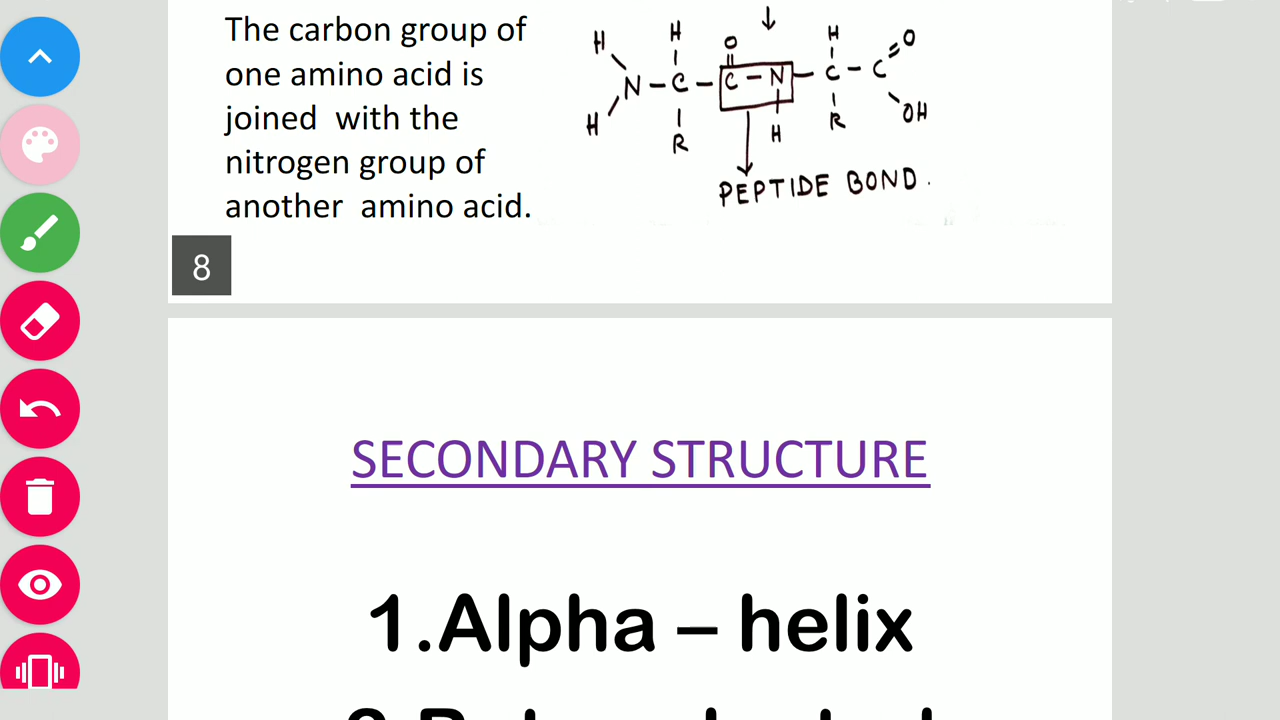 The carbon group of
one amino acid is
joined with the
nitrogen group of
another amino acid.
H H O H O
N – C – C – N – C – C
H R H R OH
PEPTIDE BOND.
8
SECONDARY STRUCTURE
1.Alpha – helix